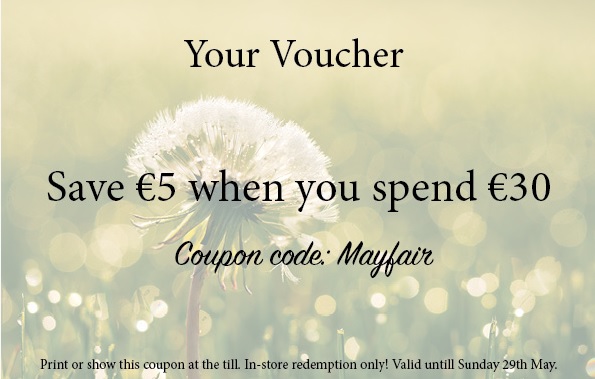 Your Voucher
Save €5 when you spend €30
Coupon code: Mayfair
Print or show this coupon at the till. In-store redemption only! Valid untill Sunday 29th May.